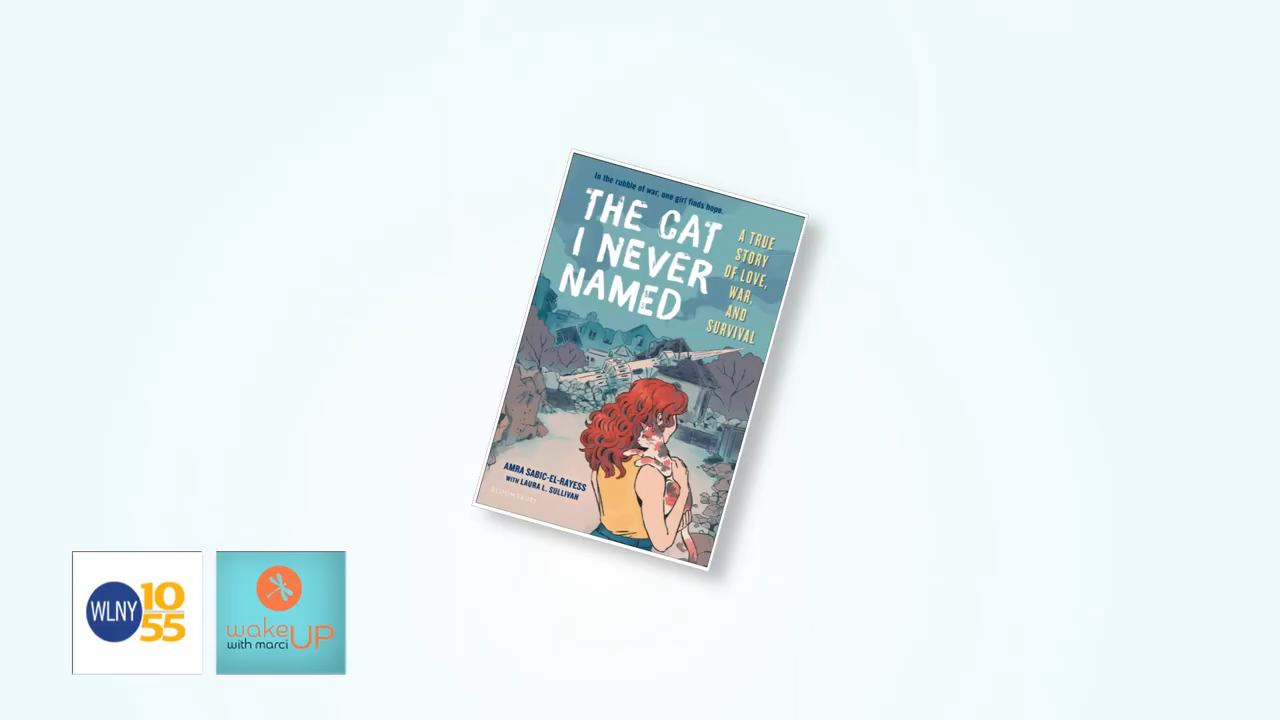 In the rubble of war, one girl finds hope.
THE CAT
I NEVER
NAMED
A TRUE
STORY
OF LOVE,
WAR,
AND
SURVIVAL
AMRA SABIC-EL-RAYESS
WITH LAURA L. SULLIVAN
BLOOMSBURY
WLNY 10
55
wake UP
with marci